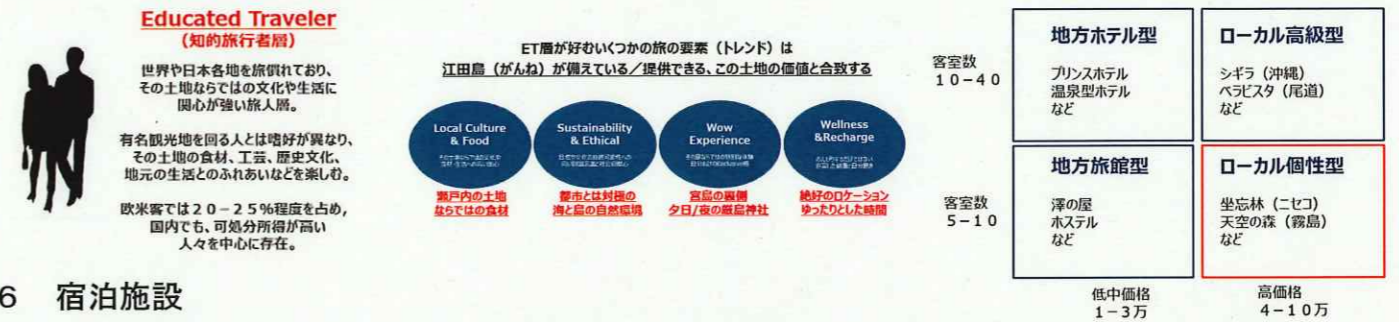 Educated Traveler
(知的旅行者層)
世界や日本各地を旅慣れており、
その土地ならではの文化や生活に
関心が強い旅人層。
有名観光地を回る人とは嗜好が異なり、
その土地の食材、工芸、歴史文化、
地元の生活とのふれあいなどを楽しむ。
欧米客では20-25%程度を占め,
国内でも、可処分所得が高い
人々を中心に存在。
ET層が好むいくつかの旅の要素(トレンド)は
江田島(がんね)が備えている/提供できる、この土地の価値と合致する
Local Culture
& Food
瀬戸内の土地
ならではの食材
Sustainability
& Ethical
都市とは対極の
海と島の自然環境
Wow
Experience
宮島の裏側
夕日/夜の厳島神社
Wellness
&Recharge
絶好のロケーション
ゆったりとした時間
客室数
10-40
地方ホテル型
プリンスホテル
温泉型ホテル
など
ローカル高級型
シギラ(沖縄)
ベラビスタ(尾道)
など
客室数
5-10
地方旅館型
澤の屋
ホステル
など
ローカル個性型
坐忘林(ニセコ)
天空の森(霧島)
など
低中価格
1-3万
高価格
4-10万
6 宿泊施設